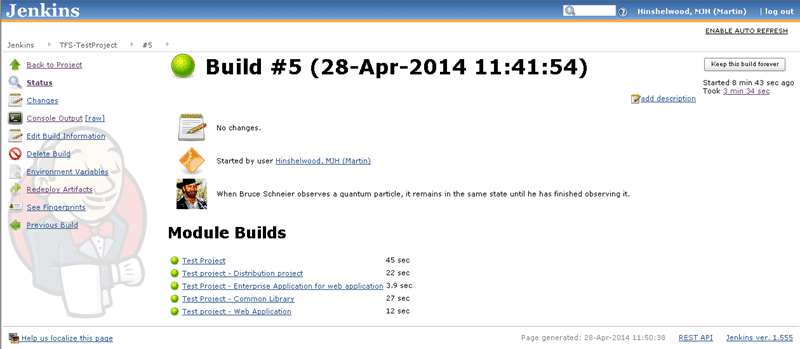 Jenkins
Hinshelwood, MJH (Martin) | log out
Jenkins TFS-TestProject #5
ENABLE AUTO REFRESH
Back to Project
Status
Changes
Console Output [raw]
Edit Build Information
Delete Build
Environment Variables
Redeploy Artifacts
See Fingerprints
Previous Build
Build #5 (28-Apr-2014 11:41:54)
Keep this build forever
Started 8 min 43 sec ago
Took 3 min 34 sec
add description
No changes.
Started by user Hinshelwood, MJH (Martin)
When Bruce Schneier observes a quantum particle, it remains in the same state until he has finished observing it.
Module Builds
Test Project 45 sec
Test project - Distribution project 22 sec
Test Project - Enterprise Application for web application 3.9 sec
Test Project - Common Library 27 sec
Test project - Web Application 12 sec
Help us localize this page
Page generated: 28-Apr-2014 11:50:38 REST API Jenkins ver. 1.555